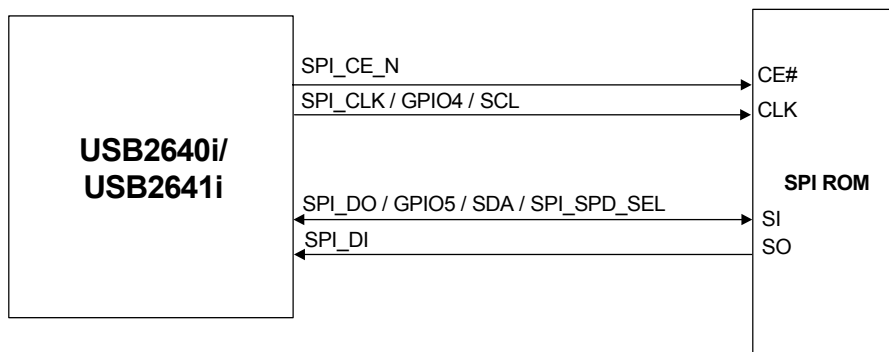 SPI_CE_N
CE#
SPI_CLK / GPIO4 / SCL
CLK
USB2640i/
USB2641i
SPI ROM
SPI_DO / GPIO5 / SDA / SPI_SPD_SEL
SI
SPI_DI
SO